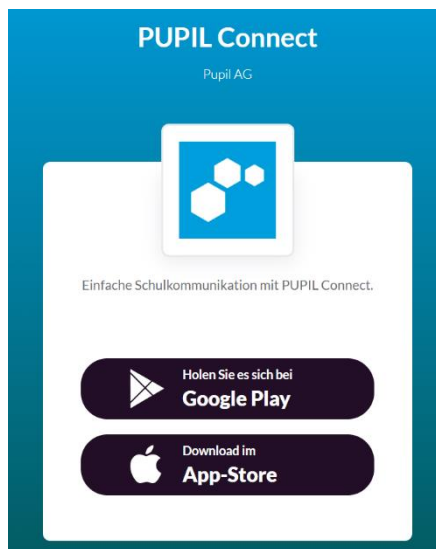 PUPIL Connect
Pupil AG
Einfache Schulkommunikation mit PUPIL Connect.
Holen Sie es sich bei
Google Play
Download im
App-Store